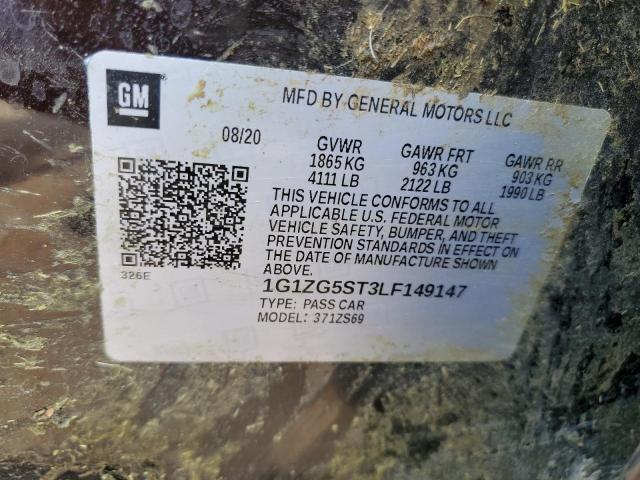 GM
MFD BY GENERAL MOTORS LLC
08/20 GVWR GAWR FRT GAWR RR
1865 KG 963 KG 903 KG
4111 LB 2122 LB 1990 LB
THIS VEHICLE CONFORMS TO ALL
APPLICABLE U.S. FEDERAL MOTOR
VEHICLE SAFETY, BUMPER, AND THEFT
PREVENTION STANDARDS IN EFFECT ON
THE DATE OF MANUFACTURE SHOWN
ABOVE.
326E
1G1ZG5ST3LF149147
TYPE: PASS CAR
MODEL: 371ZS69